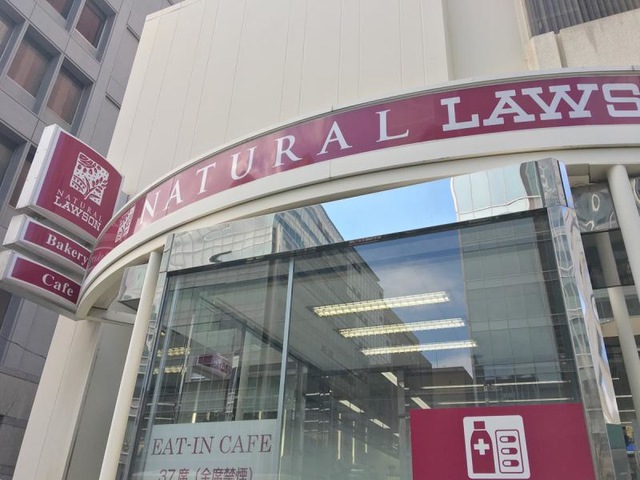 NATURAL LAWS
NATURAL
LAWSON
Bakery
Cafe
EAT-IN CAFE
37席（全席禁煙）